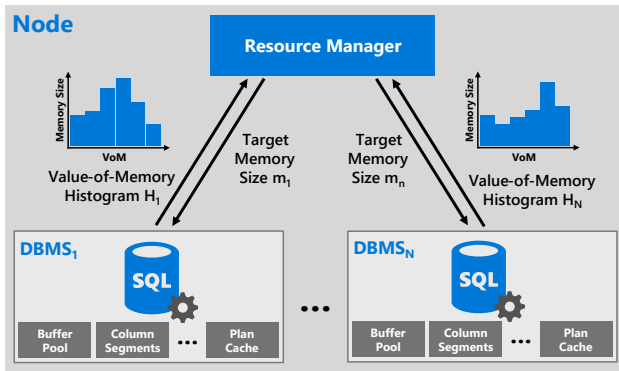 Node
Resource Manager
Memory Size
VoM
Value-of-Memory
Histogram H1
Target
Memory
Size m1
Target
Memory
Size mn
Memory Size
VoM
Value-of-Memory
Histogram HN
DBMS1
SQL
Buffer
Pool
Column
Segments
...
Plan
Cache
...
DBMSN
SQL
Buffer
Pool
Column
Segments
...
Plan
Cache